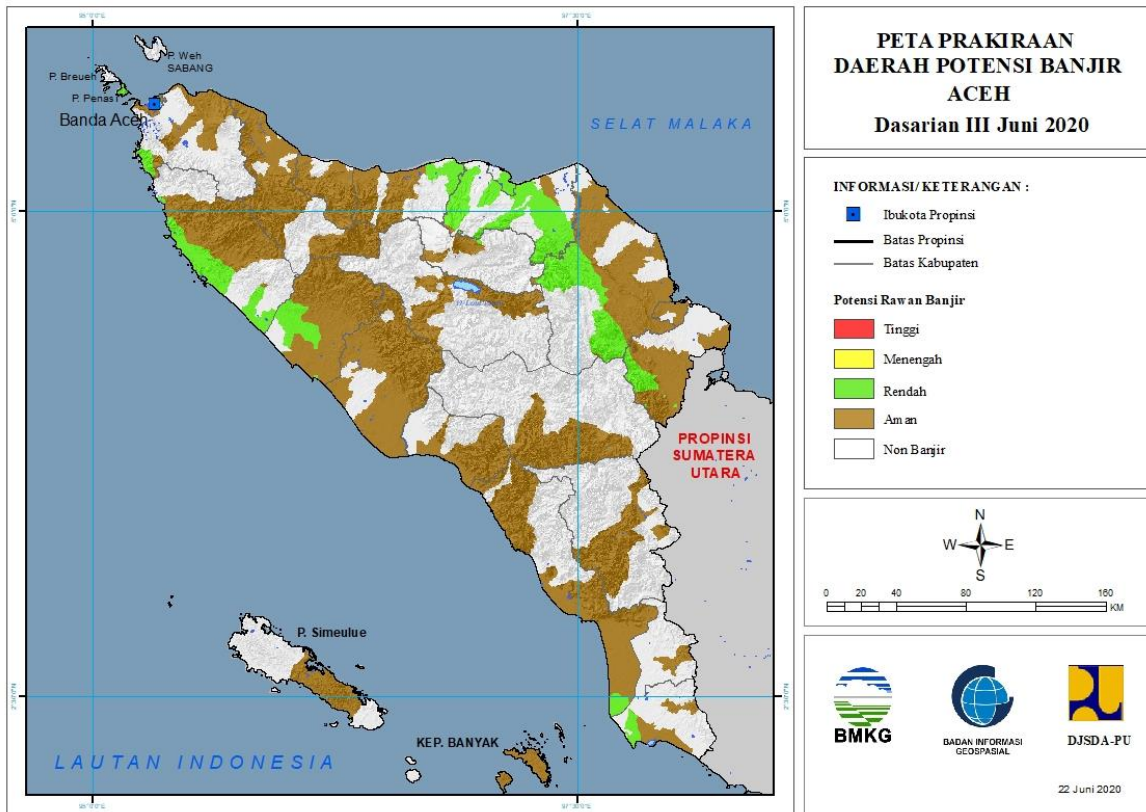 PETA PRAKIRAAN
DAERAH POTENSI BANJIR
ACEH
Dasarian III Juni 2020
P. Weh
SABANG
P. Breueh
P. Penasi
Banda Aceh
SELAT MALAKA
PROPINSI
SUMATERA
UTARA
P. Simeulue
KEP. BANYAK
LAUTAN INDONESIA
INFORMASI/ KETERANGAN :
Ibukota Propinsi
Batas Propinsi
Batas Kabupaten
Potensi Rawan Banjir
Tinggi
Menengah
Rendah
Aman
Non Banjir
N
W E
S
0 20 40 80 120 160
KM
BMKG
BADAN INFORMASI
GEOSPASIAL
DJSDA-PU
22 Juni 2020